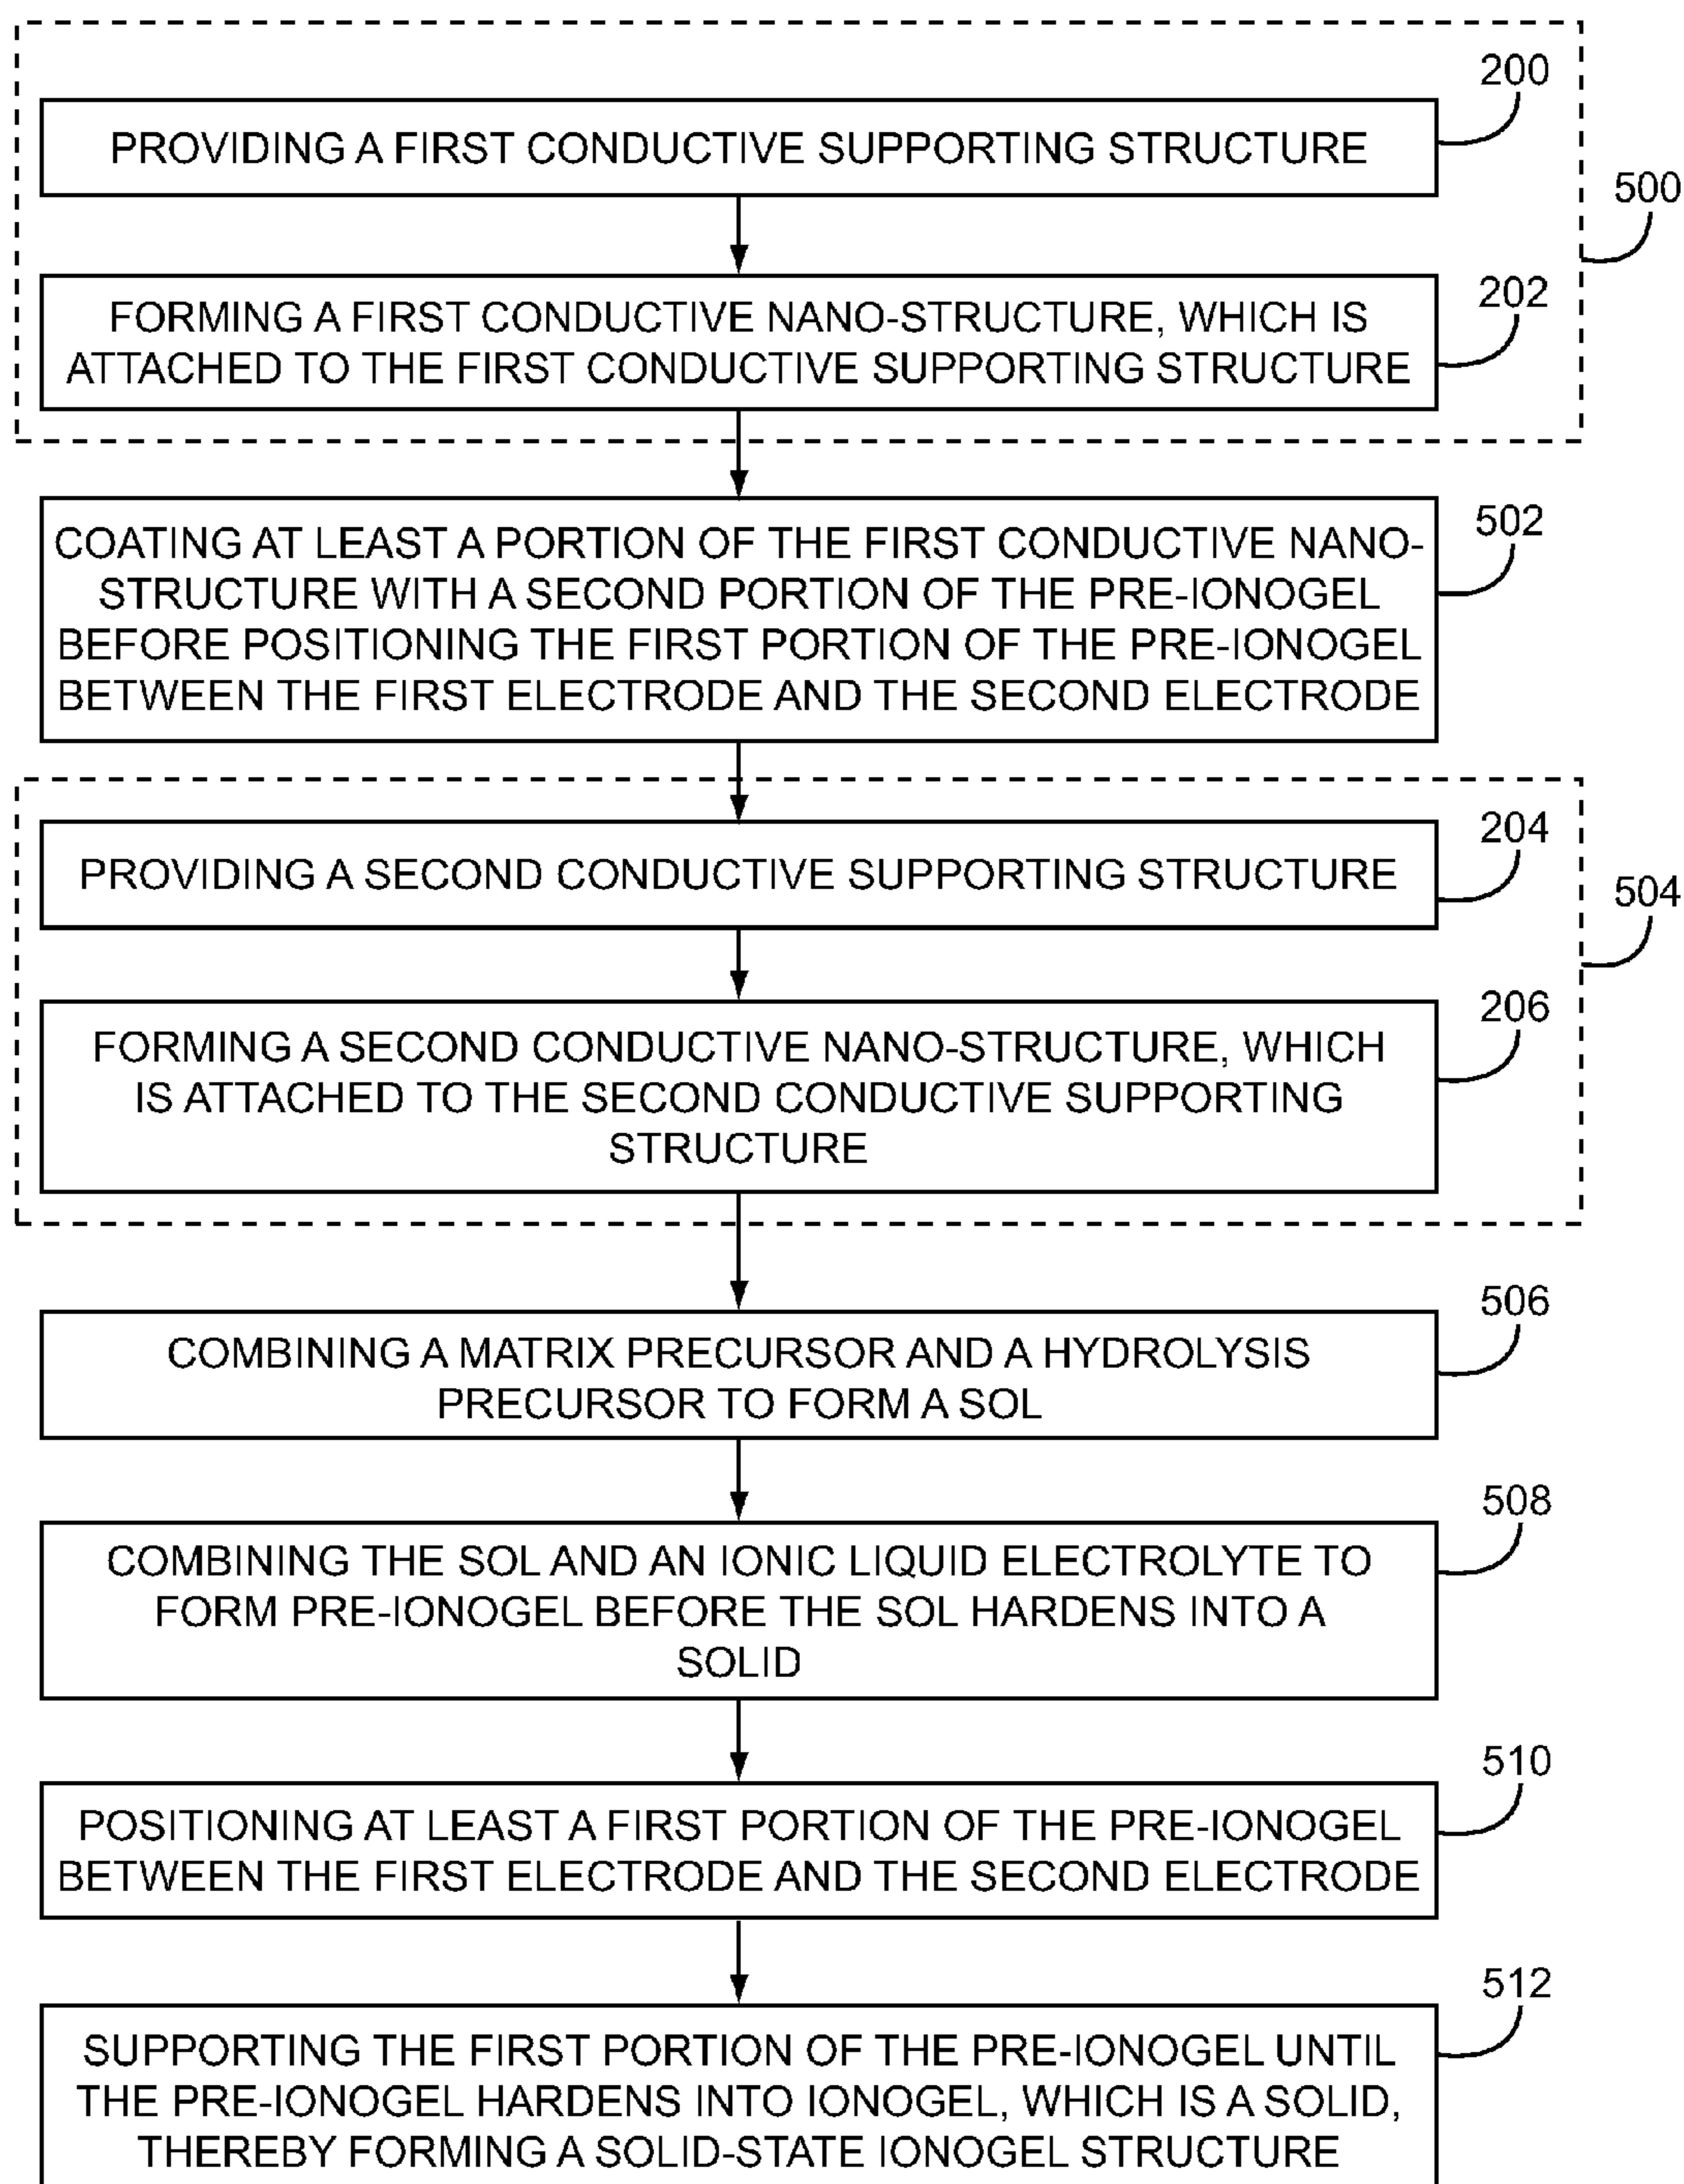 200
PROVIDING A FIRST CONDUCTIVE SUPPORTING STRUCTURE
500
202
FORMING A FIRST CONDUCTIVE NANO-STRUCTURE, WHICH IS
ATTACHED TO THE FIRST CONDUCTIVE SUPPORTING STRUCTURE
502
COATING AT LEAST A PORTION OF THE FIRST CONDUCTIVE NANO-
STRUCTURE WITH A SECOND PORTION OF THE PRE-IONOGEL
BEFORE POSITIONING THE FIRST PORTION OF THE PRE-IONOGEL
BETWEEN THE FIRST ELECTRODE AND THE SECOND ELECTRODE
204
PROVIDING A SECOND CONDUCTIVE SUPPORTING STRUCTURE
504
206
FORMING A SECOND CONDUCTIVE NANO-STRUCTURE, WHICH
IS ATTACHED TO THE SECOND CONDUCTIVE SUPPORTING
STRUCTURE
506
COMBINING A MATRIX PRECURSOR AND A HYDROLYSIS
PRECURSOR TO FORM A SOL
508
COMBINING THE SOL AND AN IONIC LIQUID ELECTROLYTE TO
FORM PRE-IONOGEL BEFORE THE SOL HARDENS INTO A
SOLID
510
POSITIONING AT LEAST A FIRST PORTION OF THE PRE-IONOGEL
BETWEEN THE FIRST ELECTRODE AND THE SECOND ELECTRODE
512
SUPPORTING THE FIRST PORTION OF THE PRE-IONOGEL UNTIL
THE PRE-IONOGEL HARDENS INTO IONOGEL, WHICH IS A SOLID,
THEREBY FORMING A SOLID-STATE IONOGEL STRUCTURE